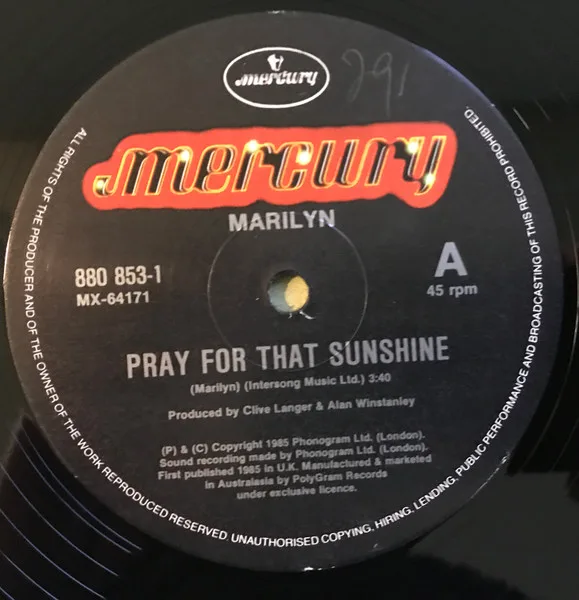 mercury
291
mercury
MARILYN
880 853-1
MX-64171
A
45 rpm
PRAY FOR THAT SUNSHINE
(Marilyn) (Intersong Music Ltd.) 3:40
Produced by Clive Langer & Alan Winstanley
(P) & (C) Copyright 1985 Phonogram Ltd. (London).
Sound recording made by Phonogram Ltd. (London).
First published 1985 in U.K. Manufactured & marketed
in Australasia by PolyGram Records
under exclusive licence.
ALL RIGHTS OF THE PRODUCER AND OF THE OWNER OF THE WORK REPRODUCED RESERVED. UNAUTHORISED COPYING, HIRING, LENDING, PUBLIC PERFORMANCE AND BROADCASTING OF THIS RECORD PROHIBITED.